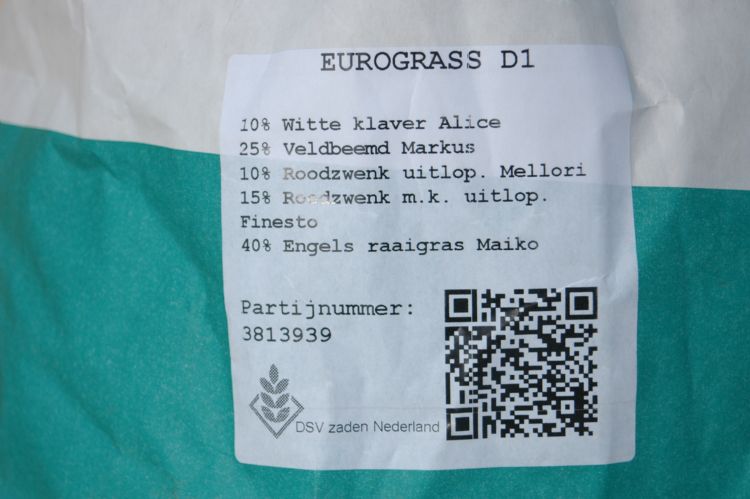 EUROGRASS D1
10% Witte klaver Alice
25% Veldbeemd Markus
10% Roodzwenk uitlop. Mellori
15% Roodzwenk m.k. uitlop.
Finesto
40% Engels raaigras Maiko
Partijnummer:
3813939
DSV zaden Nederland